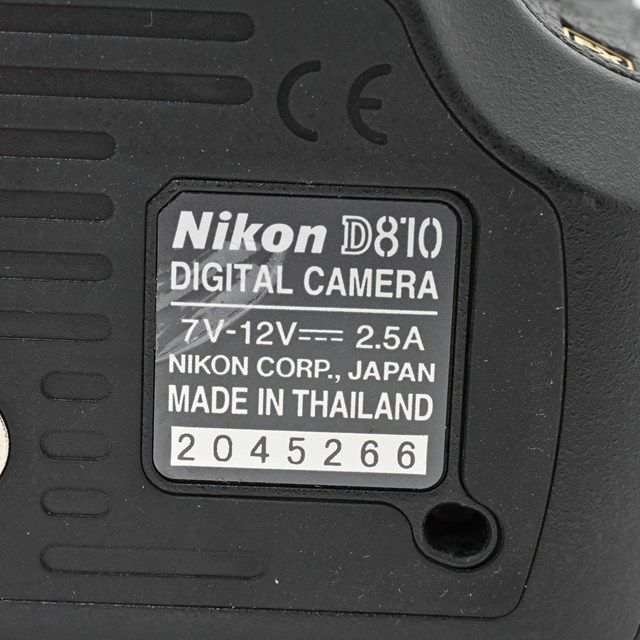 CE
Nikon D810
DIGITAL CAMERA
7V-12V⎓ 2.5A
NIKON CORP., JAPAN
MADE IN THAILAND
2045266